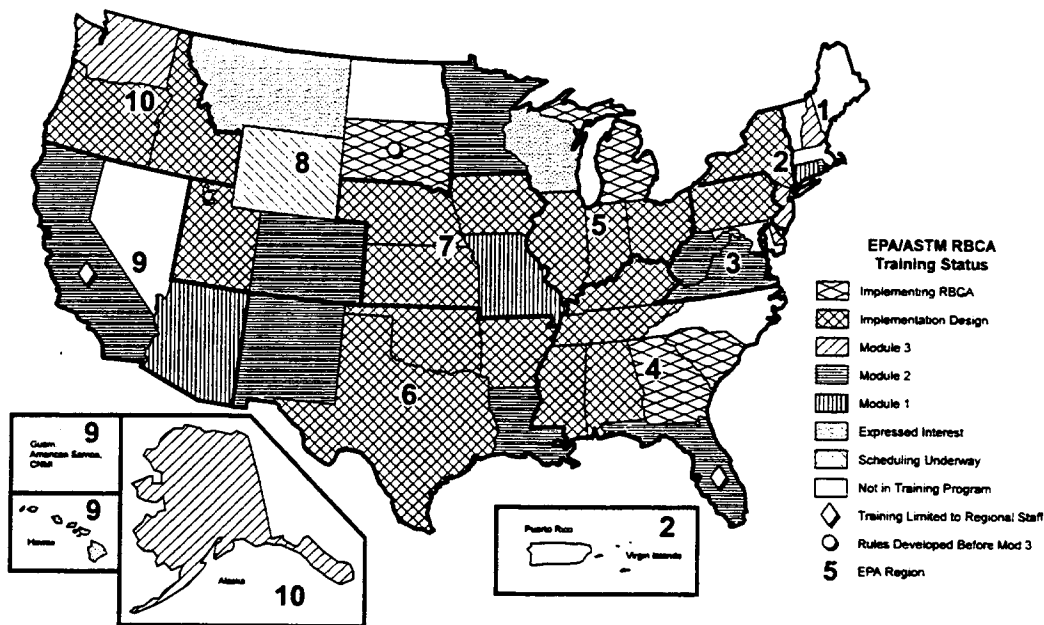 10
8
9
7
6
5
4
3
2
1
EPA/ASTM RBCA
Training Status
Implementing RBCA
Implementation Design
Module 3
Module 2
Module 1
Expressed Interest
Scheduling Underway
Not in Training Program
Training Limited to Regional Staff
Rules Developed Before Mod 3
5 EPA Region
9
Guam
American Samoa,
CNMI
9
Hawaii
Alaska
10
Puerto Rico
2
Virgin Islands